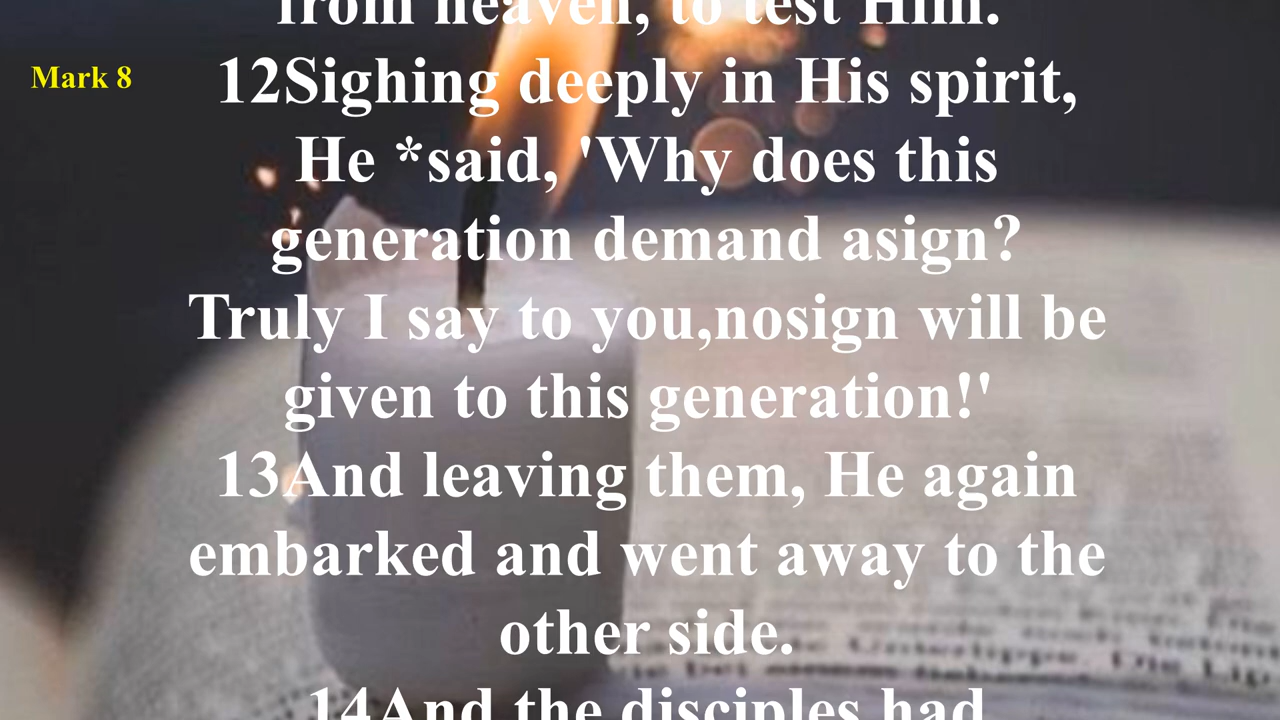 from heaven, to test Him.
Mark 8
12Sighing deeply in His spirit,
He *said, 'Why does this
generation demand asign?
Truly I say to you,nosign will be
given to this generation!'
13And leaving them, He again
embarked and went away to the
other side.
14And the disciples had